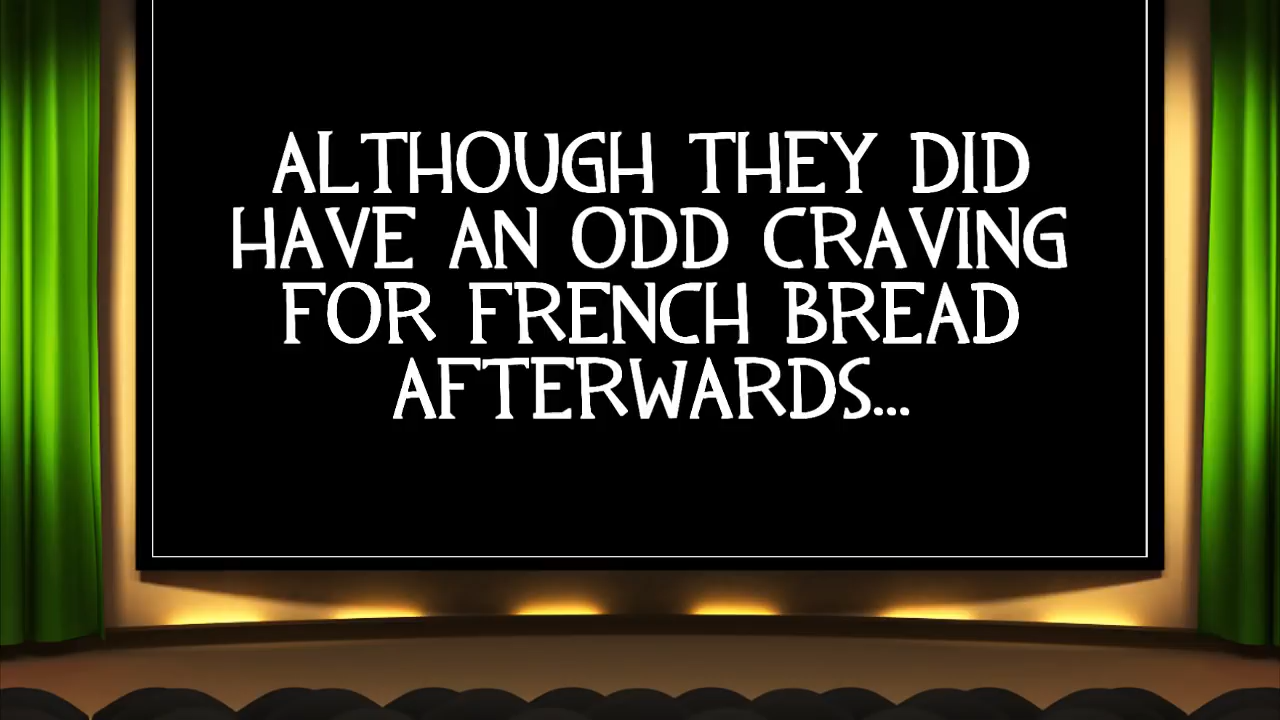 ALTHOUGH THEY DID
HAVE AN ODD CRAVING
FOR FRENCH BREAD
AFTERWARDS...